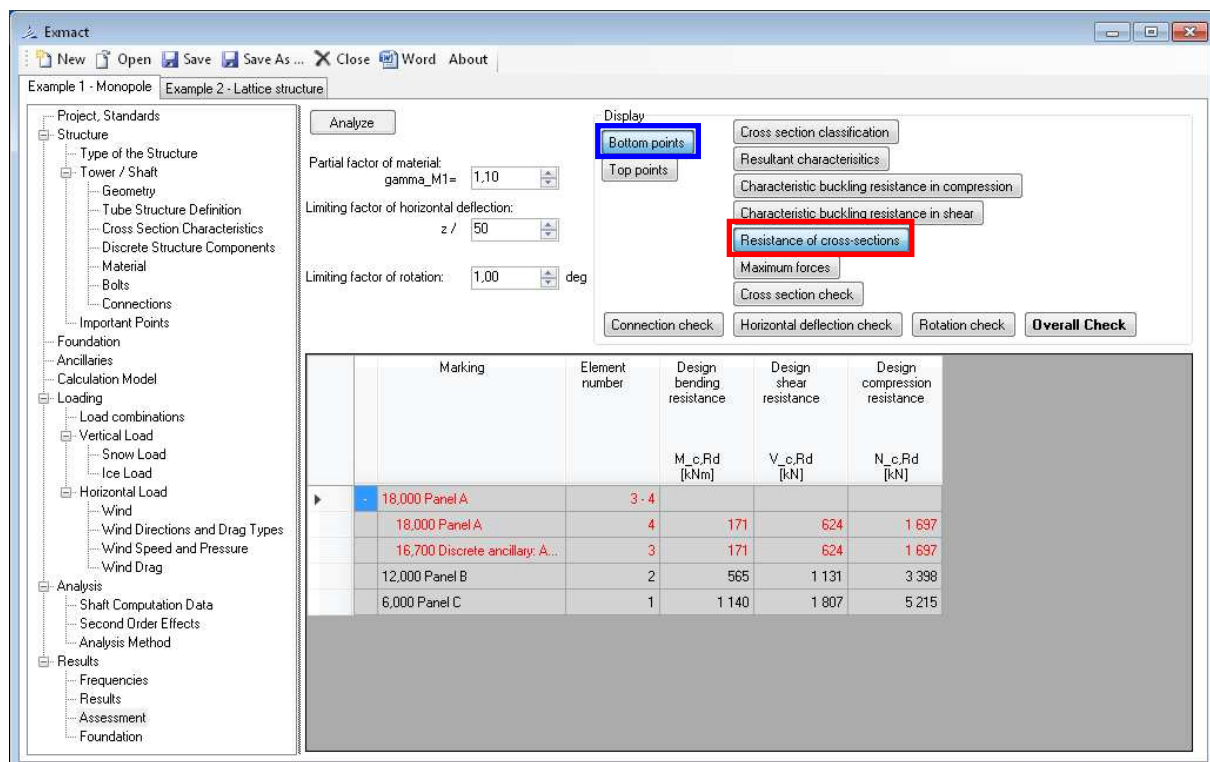 Exmact
New Open Save Save As ... Close Word About
Example 1 - Monopole Example 2 - Lattice structure
Project, Standards
Structure
Type of the Structure
Tower / Shaft
Geometry
Tube Structure Definition
Cross Section Characteristics
Discrete Structure Components
Material
Bolts
Connections
Important Points
Foundation
Ancillaries
Calculation Model
Loading
Load combinations
Vertical Load
Snow Load
Ice Load
Horizontal Load
Wind
Wind Directions and Drag Types
Wind Speed and Pressure
Wind Drag
Analysis
Shaft Computation Data
Second Order Effects
Analysis Method
Results
Frequencies
Results
Assessment
Foundation
Analyze
Partial factor of material:
gamma_M1= 1,10
Limiting factor of horizontal deflection:
z / 50
Limiting factor of rotation: 1,00 deg
Display
Bottom points
Top points
Cross section classification
Resultant characterisitics
Characteristic buckling resistance in compression
Characteristic buckling resistance in shear
Resistance of cross-sections
Maximum forces
Cross section check
Connection check Horizontal deflection check Rotation check Overall Check
Marking Element Design Design Design
number bending shear compression
resistance resistance resistance
M_c,Rd V_c,Rd N_c,Rd
[kNm] [kN] [kN]
- 18,000 Panel A 3 - 4
18,000 Panel A 4 171 624 1 697
16,700 Discrete ancillary: A... 3 171 624 1 697
12,000 Panel B 2 565 1 131 3 398
6,000 Panel C 1 1 140 1 807 5 215